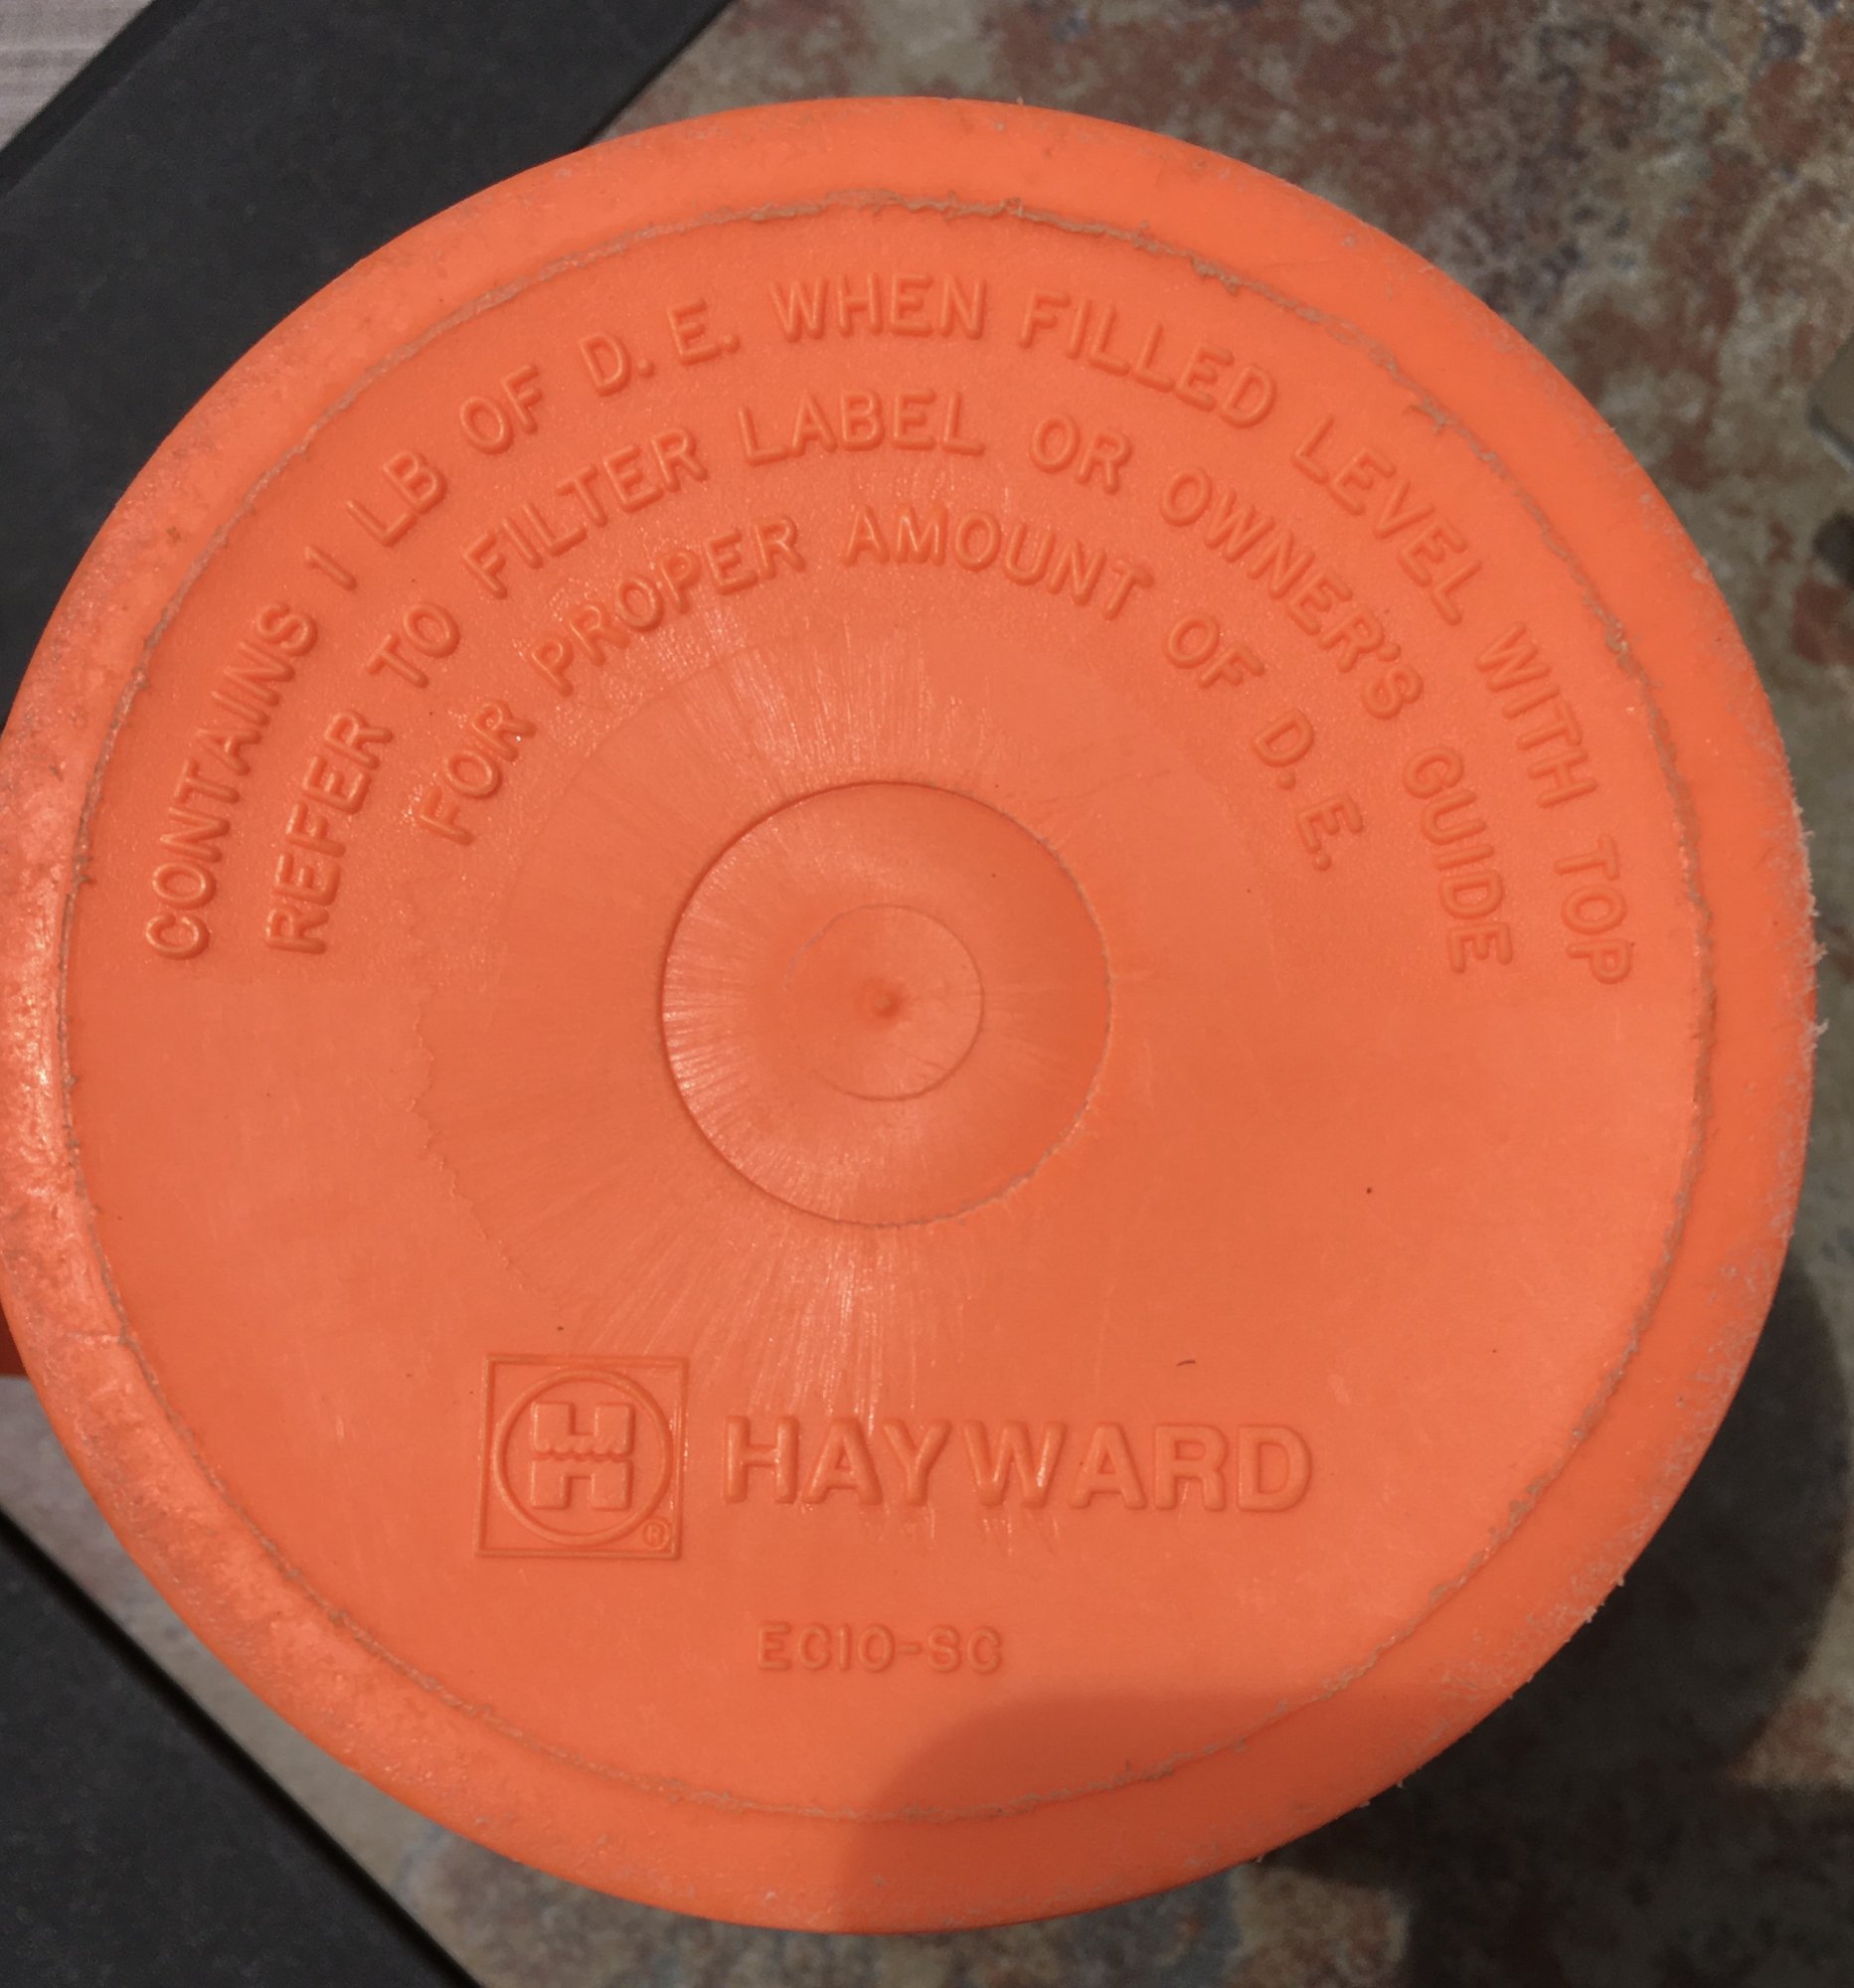 CONTAINS 1 LB OF D. E. WHEN FILLED LEVEL WITH TOP
REFER TO FILTER LABEL OR OWNER'S GUIDE
FOR PROPER AMOUNT OF D. E.
H ®
HAYWARD
EC10-SC